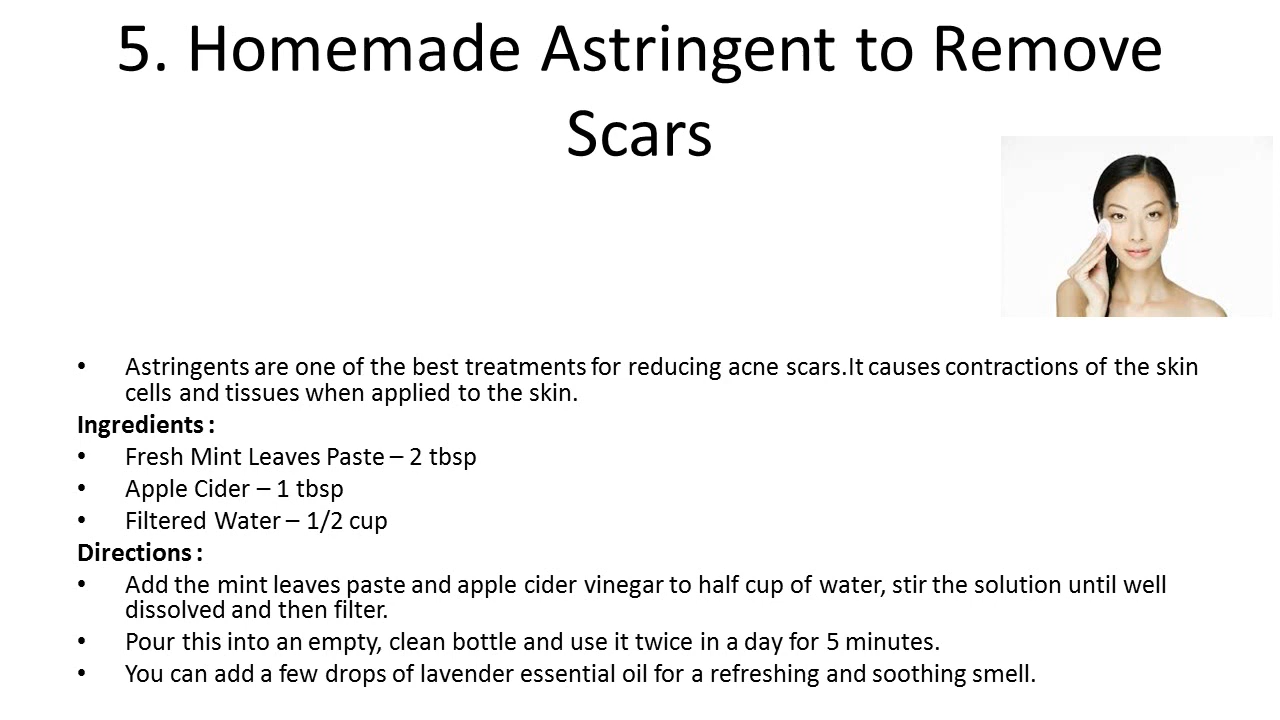 5. Homemade Astringent to Remove
Scars
• Astringents are one of the best treatments for reducing acne scars.It causes contractions of the skin
cells and tissues when applied to the skin.
Ingredients :
• Fresh Mint Leaves Paste – 2 tbsp
• Apple Cider – 1 tbsp
• Filtered Water – 1/2 cup
Directions :
• Add the mint leaves paste and apple cider vinegar to half cup of water, stir the solution until well
dissolved and then filter.
• Pour this into an empty, clean bottle and use it twice in a day for 5 minutes.
• You can add a few drops of lavender essential oil for a refreshing and soothing smell.